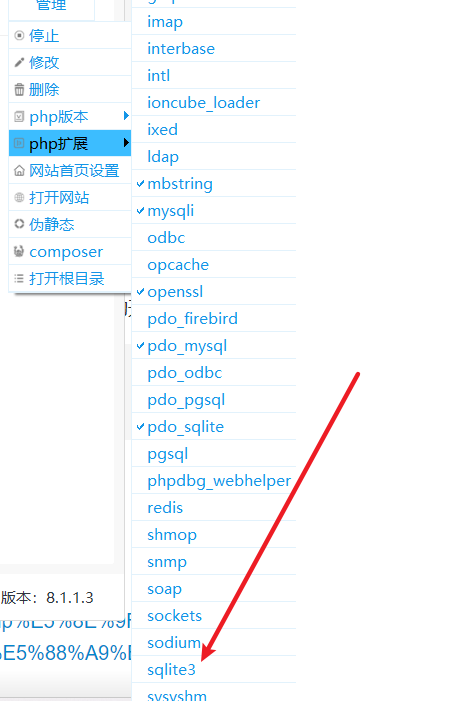 管理
停止
修改
删除
php版本
php扩展
网站首页设置
打开网站
伪静态
composer
打开根目录
版本：8.1.1.3
%E5%88%A9%E
imap
interbase
intl
ioncube_loader
ixed
ldap
mbstring
mysqli
odbc
opcache
openssl
pdo_firebird
pdo_mysql
pdo_odbc
pdo_pgsql
pdo_sqlite
pgsql
phpdbg_webhelper
redis
shmop
snmp
soap
sockets
sodium
sqlite3
sysvshm